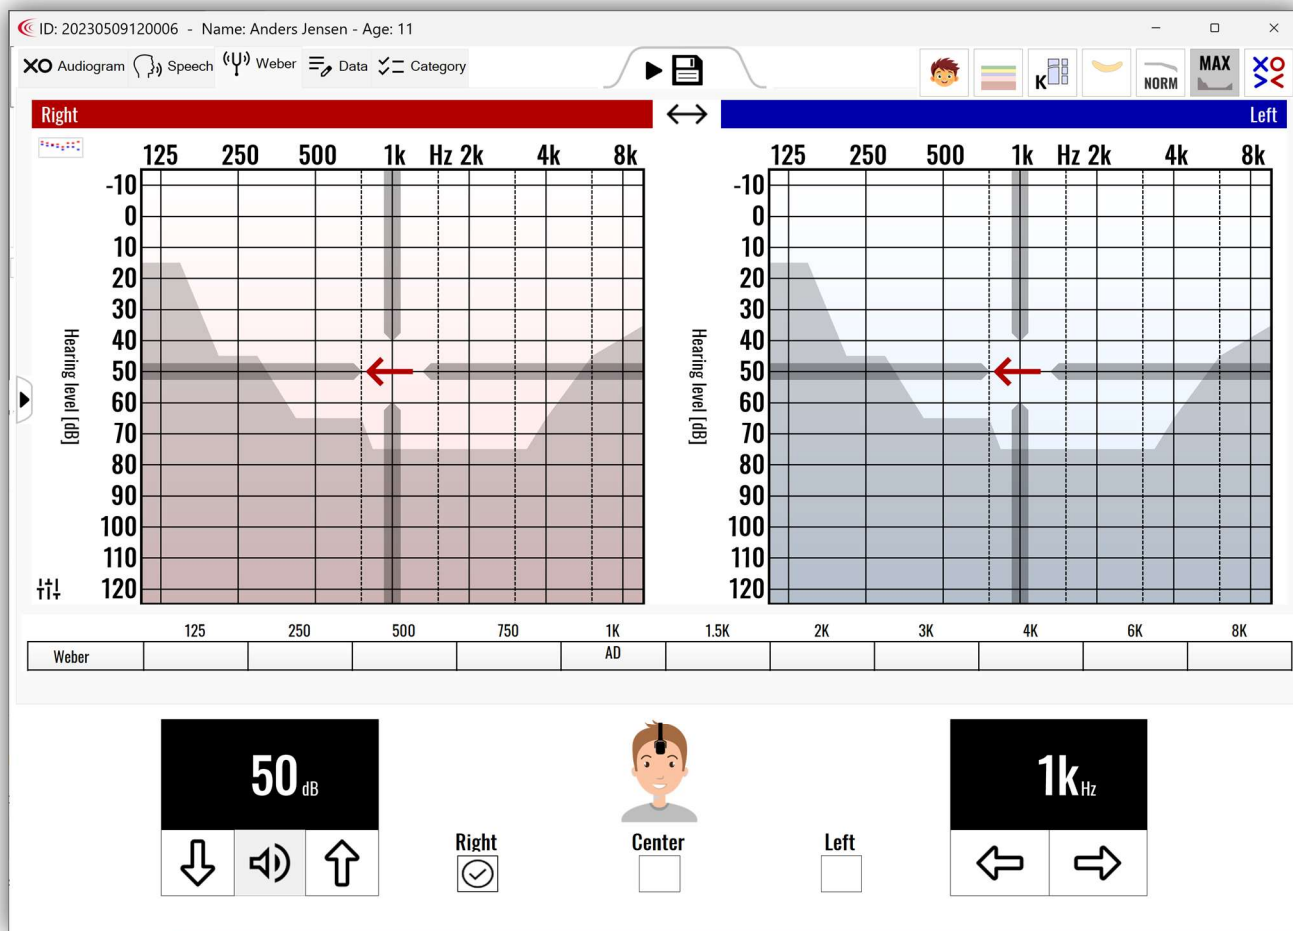 ID: 20230509120006 - Name: Anders Jensen - Age: 11
XO Audiogram Speech Weber Data Category
K NORM MAX XO
Right Left
125 250 500 1k Hz 2k 4k 8k 125 250 500 1k Hz 2k 4k 8k
-10 -10
0 0
10 10
20 20
30 30
40 40
50 50
60 60
70 70
80 80
90 90
100 100
110 110
120 120
Hearing level [dB] Hearing level [dB]
125 250 500 750 1K 1.5K 2K 3K 4K 6K 8K
Weber AD
50 dB 1k Hz
Right Center Left